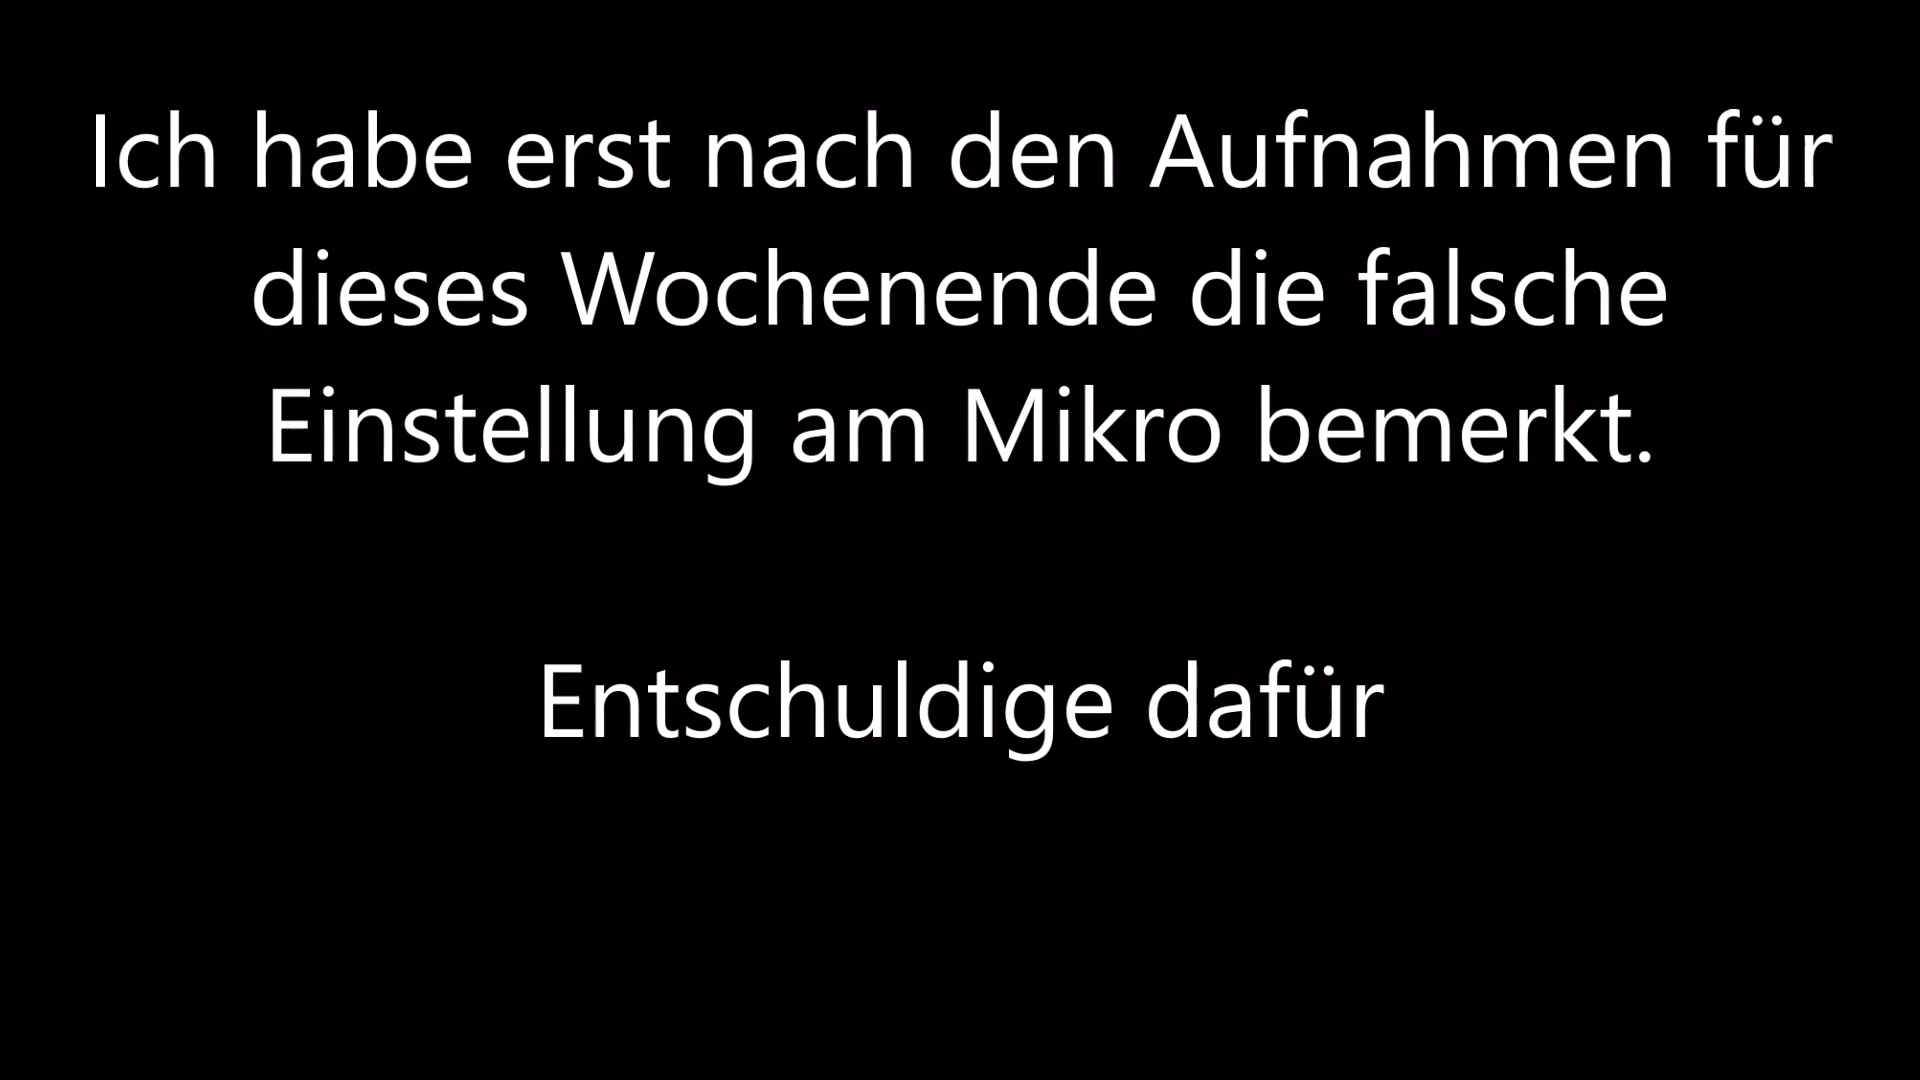 Ich habe erst nach den Aufnahmen für
dieses Wochenende die falsche
Einstellung am Mikro bemerkt.
Entschuldige dafür